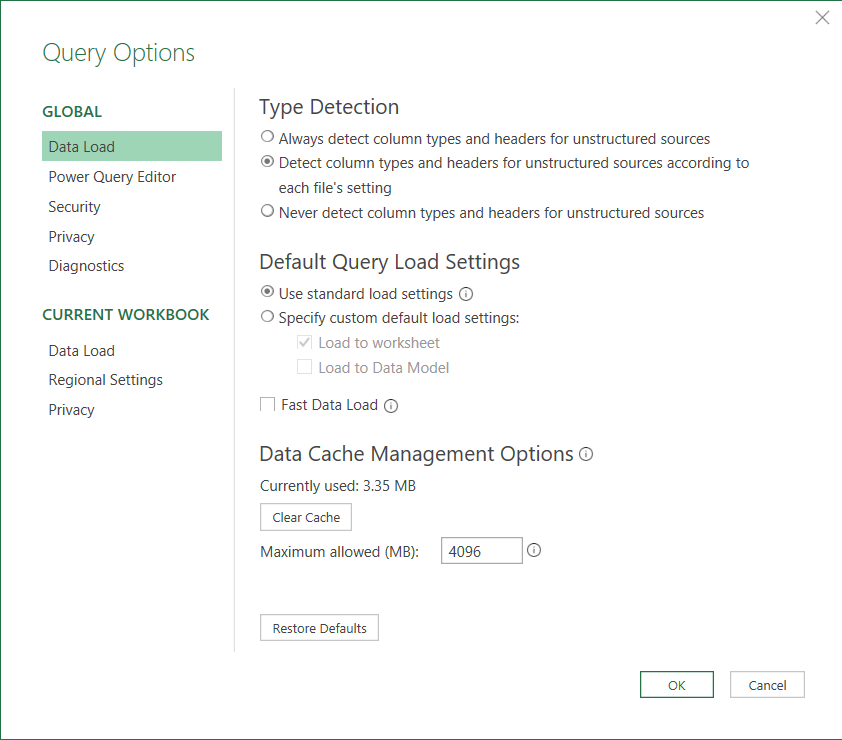 Query Options
GLOBAL
Data Load
Power Query Editor
Security
Privacy
Diagnostics
CURRENT WORKBOOK
Data Load
Regional Settings
Privacy
Type Detection
Always detect column types and headers for unstructured sources
Detect column types and headers for unstructured sources according to
each file's setting
Never detect column types and headers for unstructured sources
Default Query Load Settings
Use standard load settings
Specify custom default load settings:
Load to worksheet
Load to Data Model
Fast Data Load
Data Cache Management Options
Currently used: 3.35 MB
Clear Cache
Maximum allowed (MB): 4096
Restore Defaults
OK Cancel